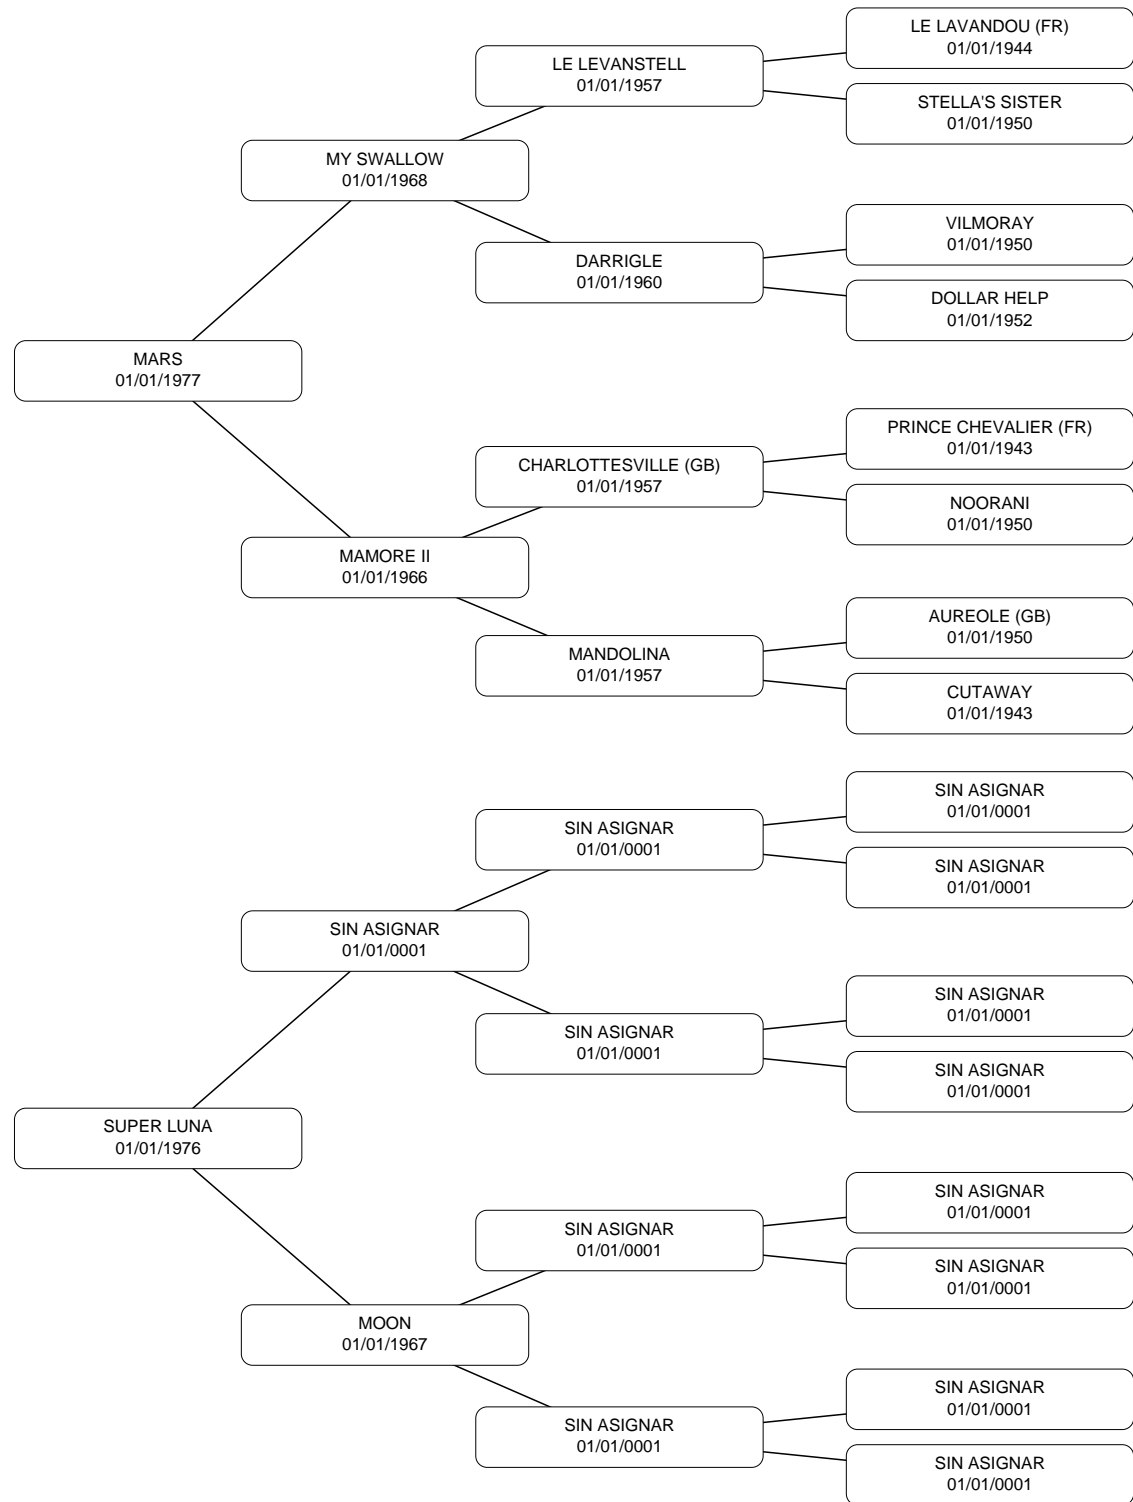 LE LAVANDOU (FR)
01/01/1944
LE LEVANSTELL
01/01/1957
STELLA'S SISTER
01/01/1950
MY SWALLOW
01/01/1968
VILMORAY
01/01/1950
DARRIGLE
01/01/1960
DOLLAR HELP
01/01/1952
MARS
01/01/1977
PRINCE CHEVALIER (FR)
01/01/1943
CHARLOTTESVILLE (GB)
01/01/1957
NOORANI
01/01/1950
MAMORE II
01/01/1966
AUREOLE (GB)
01/01/1950
MANDOLINA
01/01/1957
CUTAWAY
01/01/1943
SIN ASIGNAR
01/01/0001
SIN ASIGNAR
01/01/0001
SIN ASIGNAR
01/01/0001
SIN ASIGNAR
01/01/0001
SIN ASIGNAR
01/01/0001
SIN ASIGNAR
01/01/0001
SIN ASIGNAR
01/01/0001
SUPER LUNA
01/01/1976
SIN ASIGNAR
01/01/0001
SIN ASIGNAR
01/01/0001
SIN ASIGNAR
01/01/0001
MOON
01/01/1967
SIN ASIGNAR
01/01/0001
SIN ASIGNAR
01/01/0001
SIN ASIGNAR
01/01/0001